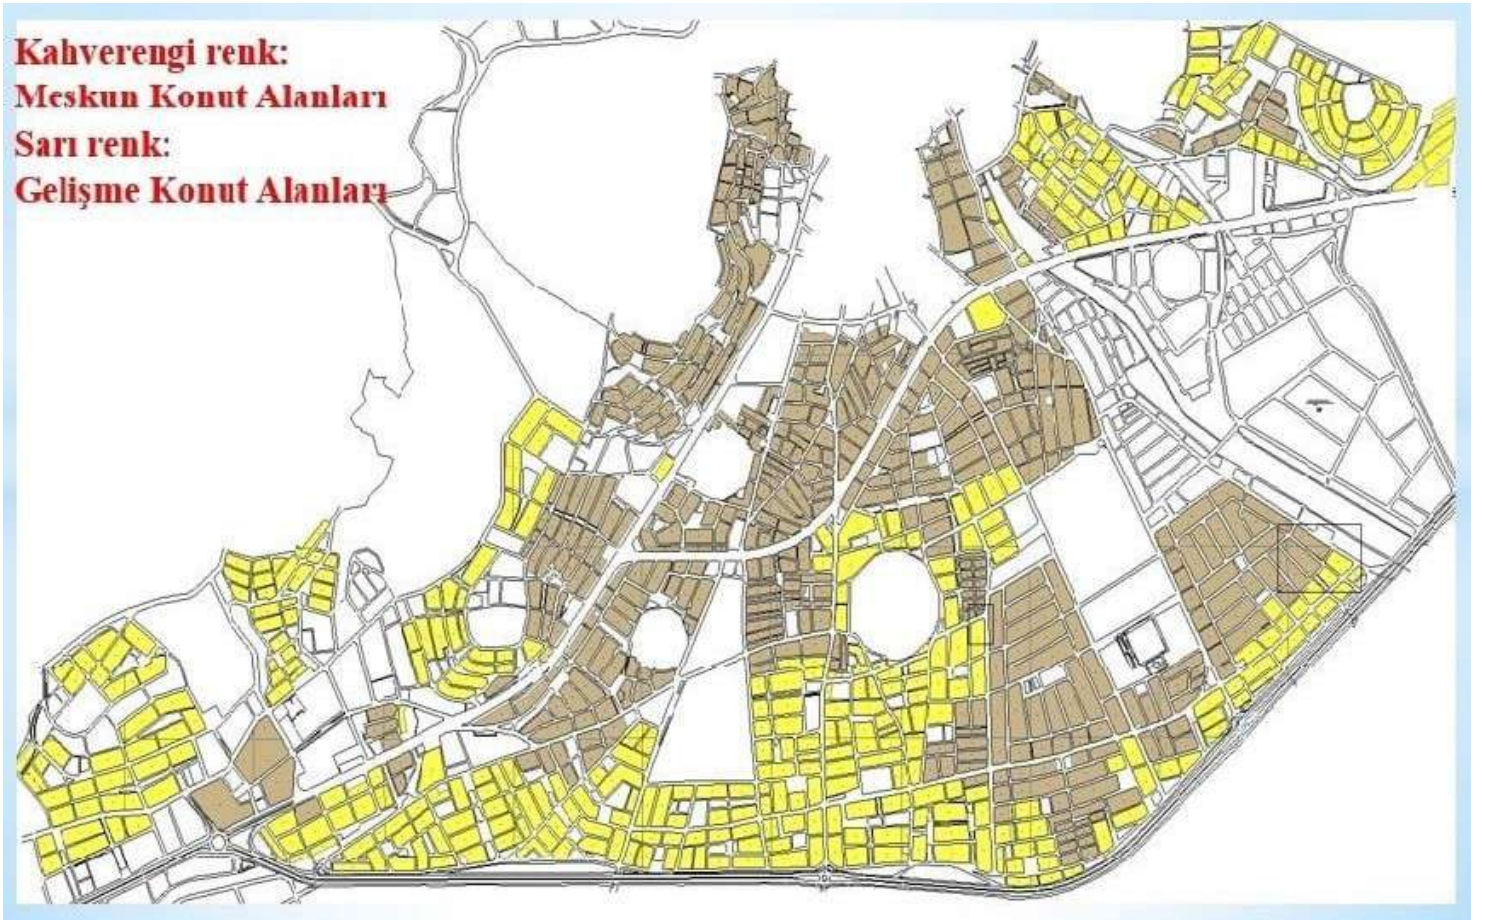 Kahverengi renk:
Meskun Konut Alanları
Sarı renk:
Gelişme Konut Alanları